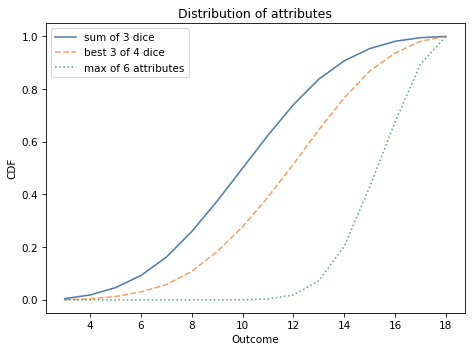 Distribution of attributes
sum of 3 dice
best 3 of 4 dice
max of 6 attributes
CDF
1.0
0.8
0.6
0.4
0.2
0.0
4 6 8 10 12 14 16 18
Outcome